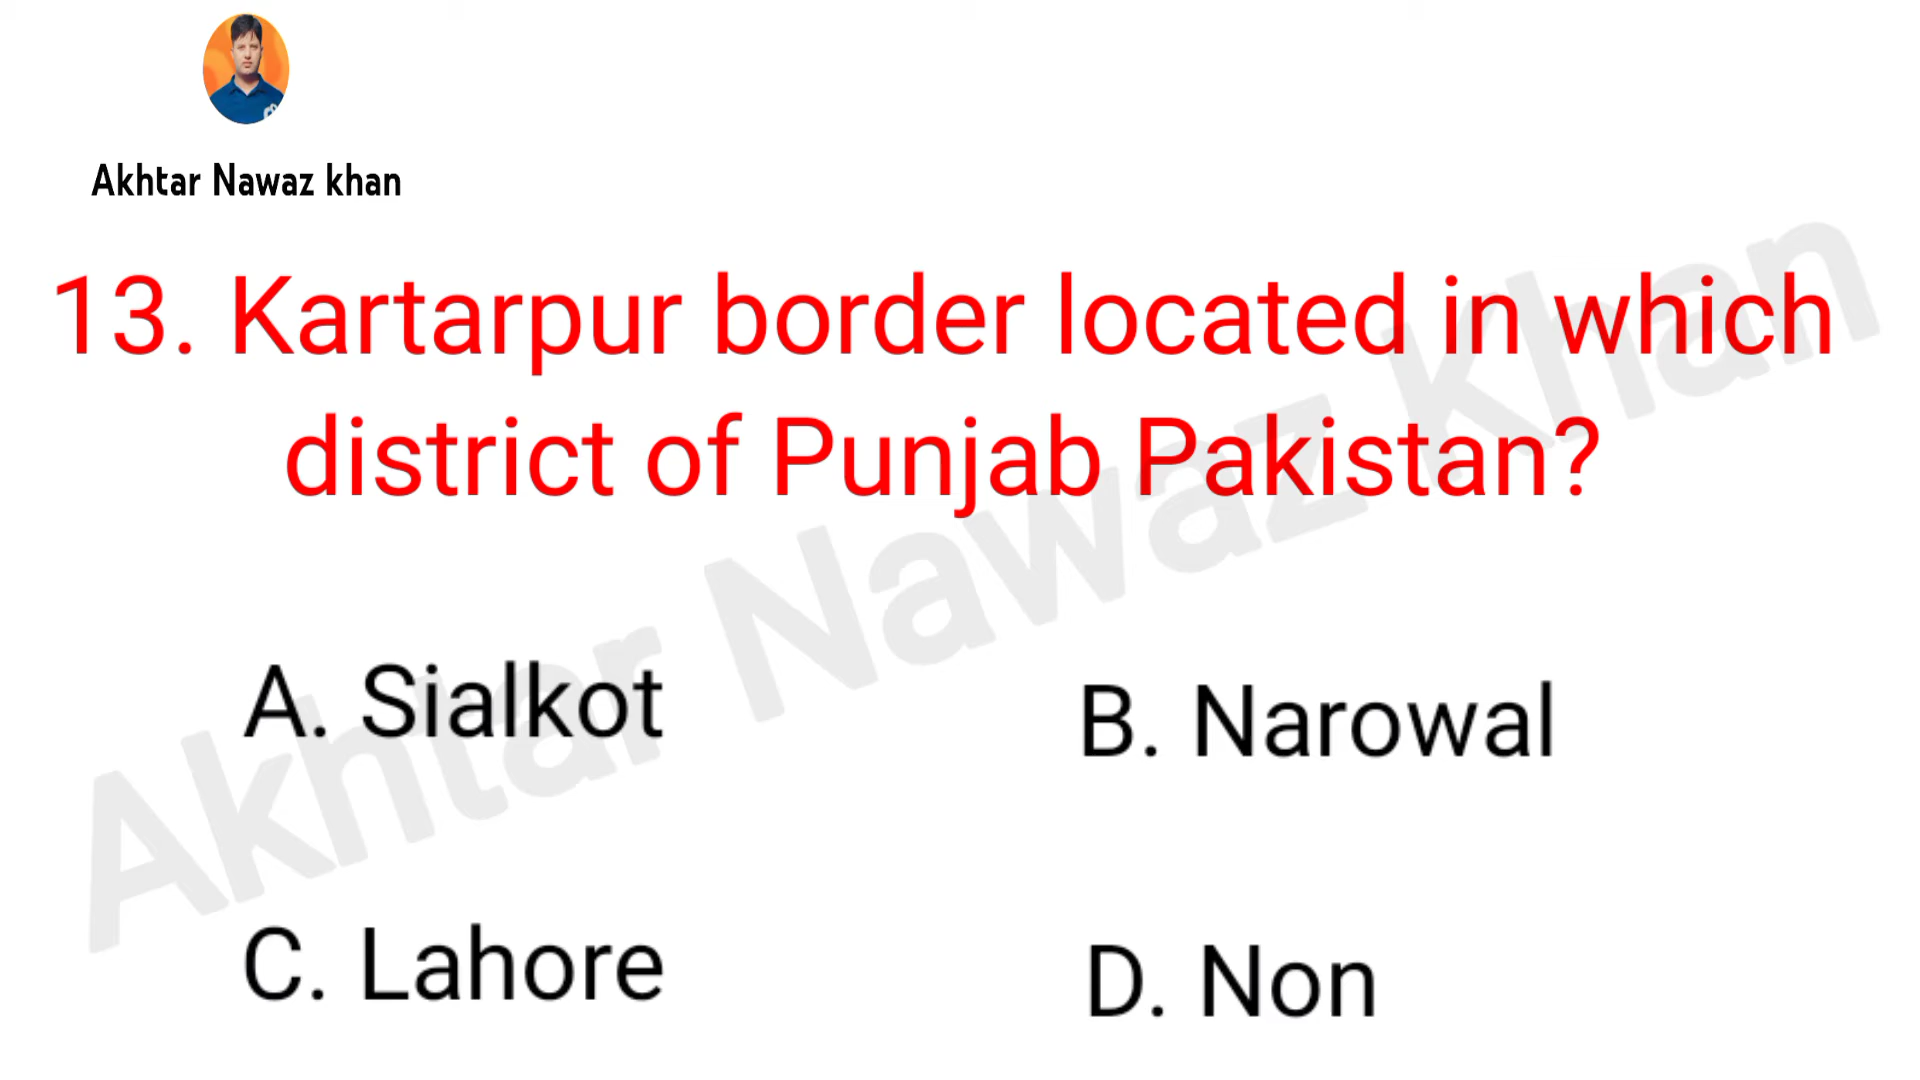 Akhtar Nawaz khan
13. Kartarpur border located in which
district of Punjab Pakistan?
A. Sialkot
B. Narowal
C. Lahore
D. Non
Akhtar Nawaz Khan